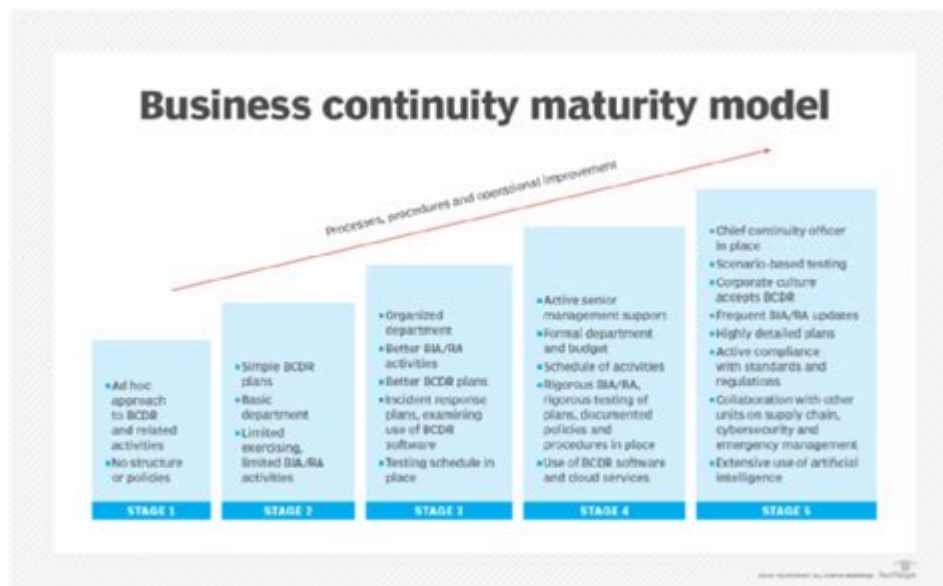 Business continuity maturity model
Processes, procedures and operational improvement
•Ad hoc
approach
to BCDR
and related
activities
•No structure
or policies
STAGE 1
•Simple BCDR
plans
•Basic
department
•Limited
exercising,
limited BIA/RA
activities
STAGE 2
•Organized
department
•Better BIA/RA
activities
•Better BCDR plans
•Incident response
plans, examining
use of BCDR
software
•Testing schedule in
place
STAGE 3
•Active senior
management support
•Formal department
and budget
•Schedule of activities
•Rigorous BIA/RA,
rigorous testing of
plans, documented
policies and
procedures in place
•Use of BCDR software
and cloud services
STAGE 4
•Chief continuity officer
in place
•Scenario-based testing
•Corporate culture
accepts BCDR
•Frequent BIA/RA updates
•Highly detailed plans
•Active compliance
with standards and
regulations
•Collaboration with other
units on supply chain,
cybersecurity and
emergency management
•Extensive use of artificial
intelligence
STAGE 5
TechTarget